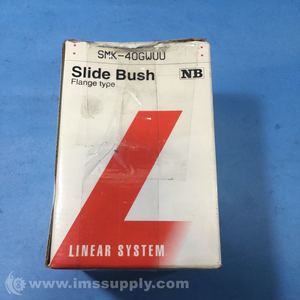 SMK-40GWUU
Slide Bush
Flange type
NB
LINEAR SYSTEM
© www.imssupply.com